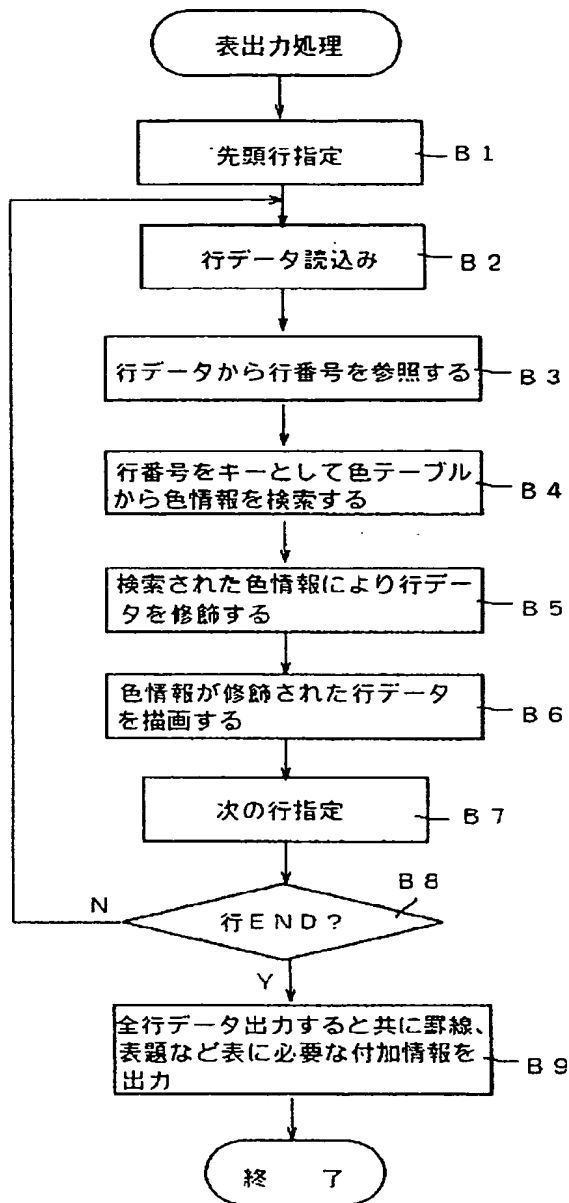 表出力処理
先頭行指定
B1
行データ読込み
B2
行データから行番号を参照する
B3
行番号をキーとして色テーブル
から色情報を検索する
B4
検索された色情報により行デー
タを修飾する
B5
色情報が修飾された行データ
を描画する
B6
次の行指定
B7
B8
N
行END?
Y
全行データ出力すると共に罫線、
表題など表に必要な付加情報を
出力
B9
終 了